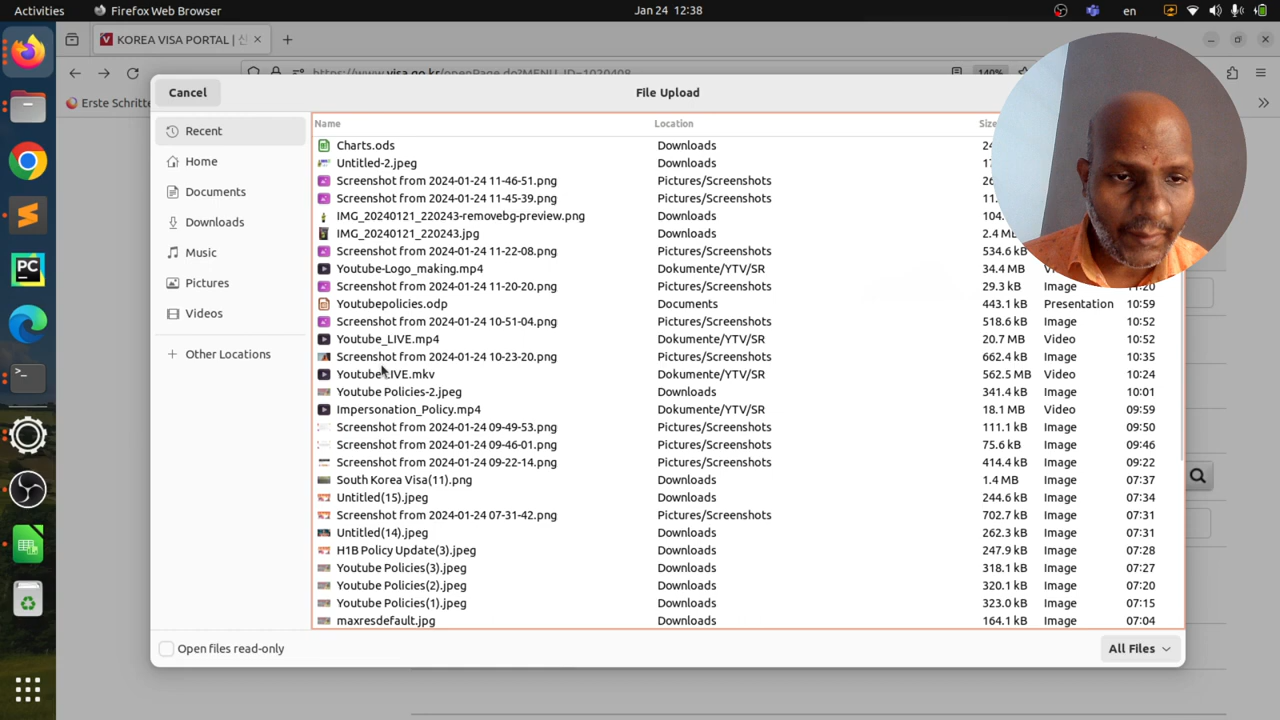 Activities Firefox Web Browser Jan 24 12:38 en
KOREA VISA PORTAL | 신
https://www.visa.go.kr/openPage.do?MENU_ID=1020408 140%
Erste Schritte
Cancel File Upload
Name Location Size
Recent
Home
Documents
Downloads
Music
Pictures
Videos
Other Locations
Charts.ods Downloads
Untitled-2.jpeg Downloads
Screenshot from 2024-01-24 11-46-51.png Pictures/Screenshots
Screenshot from 2024-01-24 11-45-39.png Pictures/Screenshots
IMG_20240121_220243-removebg-preview.png Downloads
IMG_20240121_220243.jpg Downloads 2.4 M
Screenshot from 2024-01-24 11-22-08.png Pictures/Screenshots 534.6 k
Youtube-Logo_making.mp4 Dokumente/YTV/SR 34.4 MB
Screenshot from 2024-01-24 11-20-20.png Pictures/Screenshots 29.3 kB Image 11:20
Youtubepolicies.odp Documents 443.1 kB Presentation 10:59
Screenshot from 2024-01-24 10-51-04.png Pictures/Screenshots 518.6 kB Image 10:52
Youtube_LIVE.mp4 Dokumente/YTV/SR 20.7 MB Video 10:52
Screenshot from 2024-01-24 10-23-20.png Pictures/Screenshots 662.4 kB Image 10:35
Youtube LIVE.mkv Dokumente/YTV/SR 562.5 MB Video 10:24
Youtube Policies-2.jpeg Downloads 341.4 kB Image 10:01
Impersonation_Policy.mp4 Dokumente/YTV/SR 18.1 MB Video 09:59
Screenshot from 2024-01-24 09-49-53.png Pictures/Screenshots 111.1 kB Image 09:50
Screenshot from 2024-01-24 09-46-01.png Pictures/Screenshots 75.6 kB Image 09:46
Screenshot from 2024-01-24 09-22-14.png Pictures/Screenshots 414.4 kB Image 09:22
South Korea Visa(11).png Downloads 1.4 MB Image 07:37
Untitled(15).jpeg Downloads 244.6 kB Image 07:34
Screenshot from 2024-01-24 07-31-42.png Pictures/Screenshots 702.7 kB Image 07:31
Untitled(14).jpeg Downloads 262.3 kB Image 07:31
H1B Policy Update(3).jpeg Downloads 247.9 kB Image 07:28
Youtube Policies(3).jpeg Downloads 318.1 kB Image 07:27
Youtube Policies(2).jpeg Downloads 320.1 kB Image 07:20
Youtube Policies(1).jpeg Downloads 323.0 kB Image 07:15
maxresdefault.jpg Downloads 164.1 kB Image 07:04
Open files read-only All Files
PC